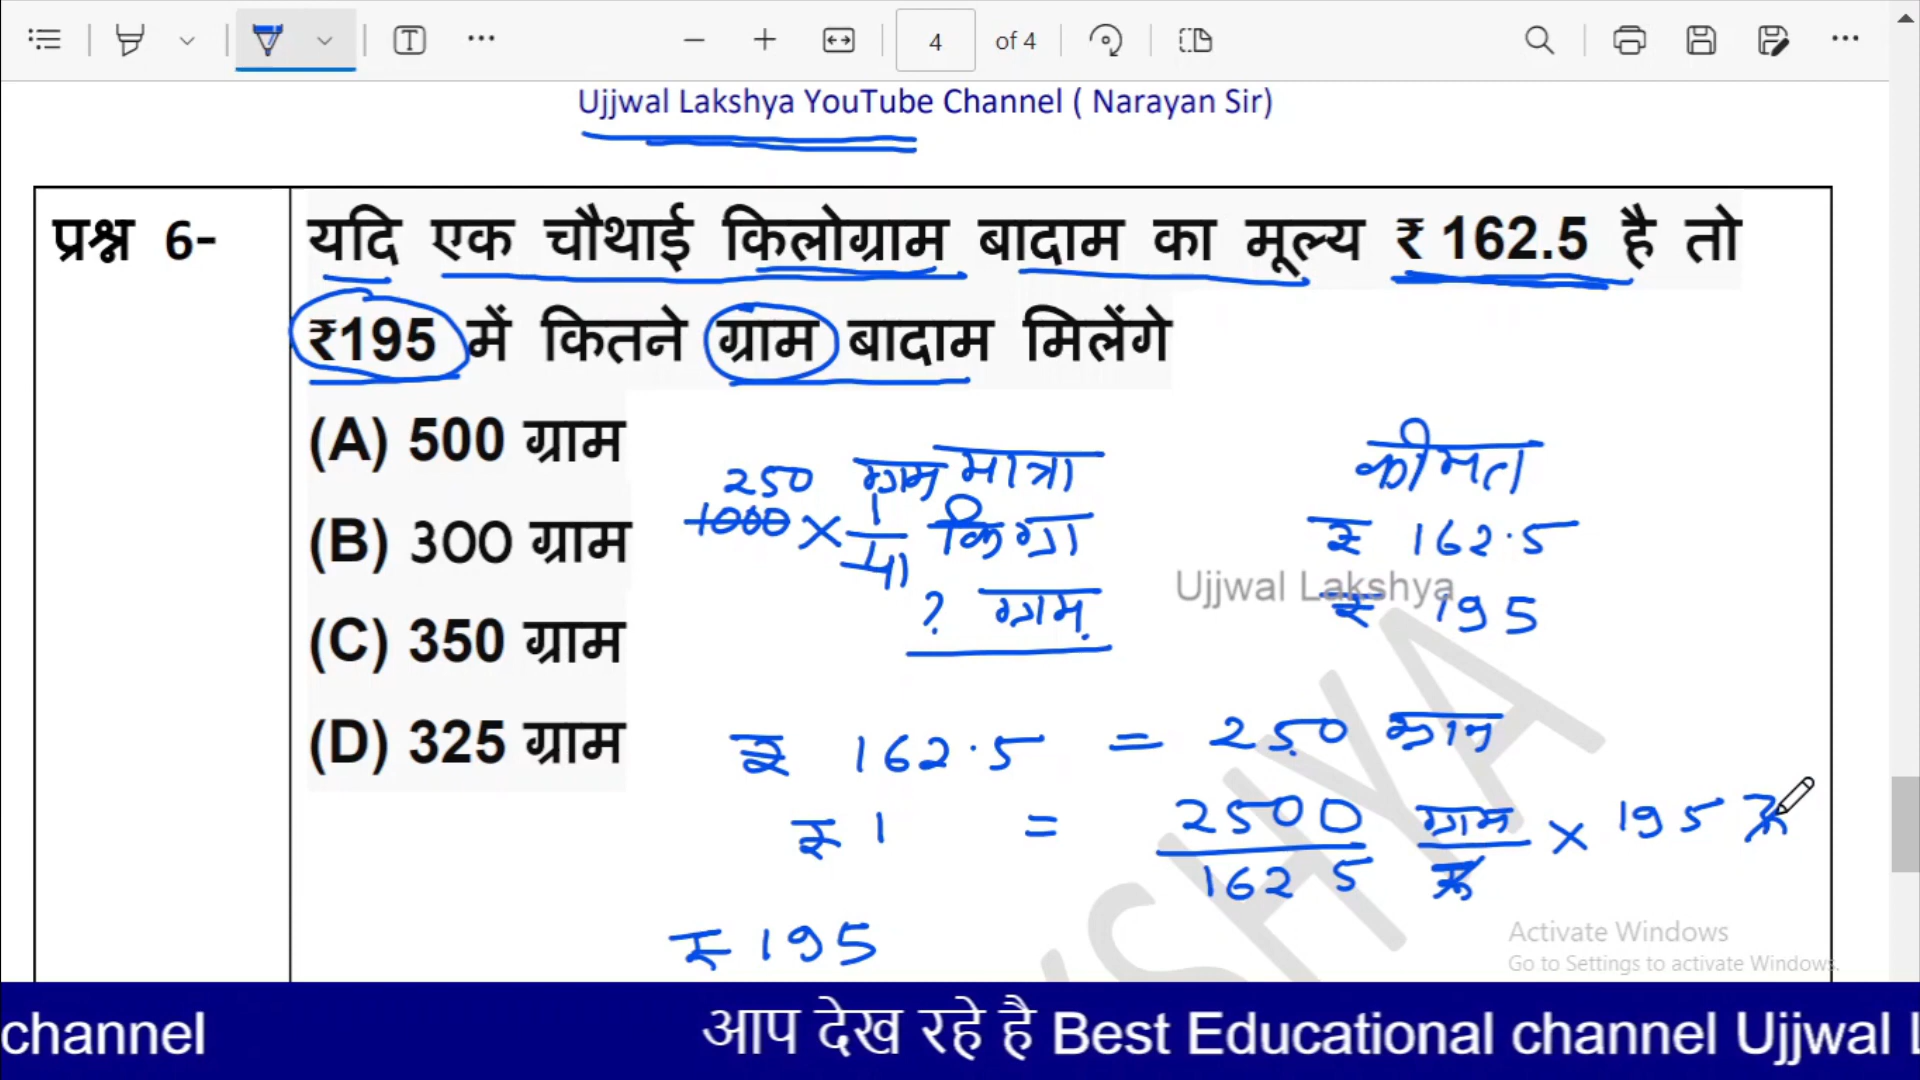 4 of 4
Ujjwal Lakshya YouTube Channel ( Narayan Sir)
प्रश्न 6-
यदि एक चौथाई किलोग्राम बादाम का मूल्य ₹ 162.5 है तो
₹195 में कितने ग्राम बादाम मिलेंगे
(A) 500 ग्राम
(B) 300 ग्राम
(C) 350 ग्राम
(D) 325 ग्राम
मात्रा कीमत
250 ग्राम
1000 × 1/4 किग्रा ₹ 162.5
? ग्राम ₹ 195
Ujjwal Lakshya
₹ 162.5 = 250 ग्राम
₹ 1 = 2500/1625 ग्राम/₹ × 195 ₹
₹ 195
Activate Windows
Go to Settings to activate Windows.
channel आप देख रहे है Best Educational channel Ujjwal